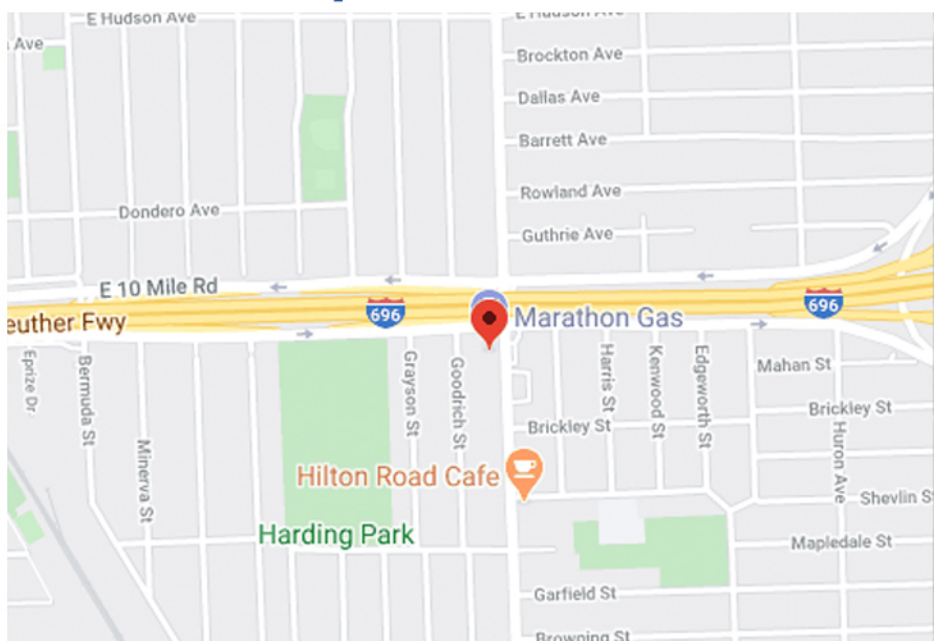 E Hudson Ave
E Hudson Ave
Ave
Brockton Ave
Dallas Ave
Barrett Ave
Rowland Ave
Dondero Ave
Guthrie Ave
E 10 Mile Rd
696
696
euther Fwy
Marathon Gas
Eprize Dr
Bermuda St
Minerva St
Grayson St
Goodrich St
Harris St
Kenwood St
Edgeworth St
Mahan St
Brickley St
Brickley St
Huron Ave
Hilton Road Cafe
Shevlin S
Harding Park
Mapledale St
Garfield St
Browning St